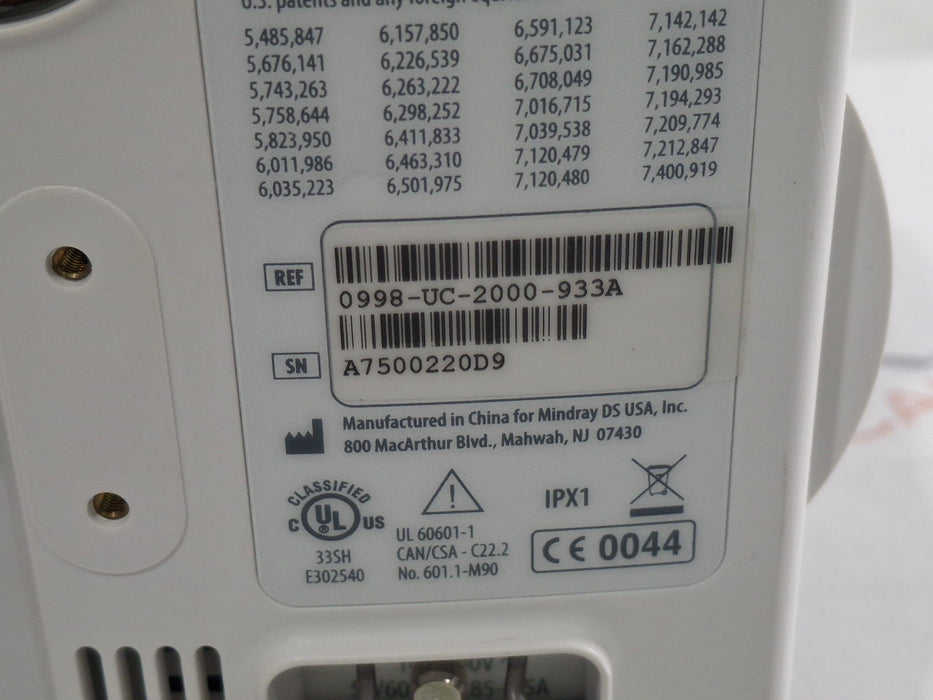 U.S. patents and any foreign
5,485,847 6,157,850 6,591,123 7,142,142
5,676,141 6,226,539 6,675,031 7,162,288
5,743,263 6,263,222 6,708,049 7,190,985
5,758,644 6,298,252 7,016,715 7,194,293
5,823,950 6,411,833 7,039,538 7,209,774
6,011,986 6,463,310 7,120,479 7,212,847
6,035,223 6,501,975 7,120,480 7,400,919
REF 0998-UC-2000-933A
SN A7500220D9
Manufactured in China for Mindray DS USA, Inc.
800 MacArthur Blvd., Mahwah, NJ 07430
CLASSIFIED
C UL ® US
33SH
E302540
!
UL 60601-1
CAN/CSA - C22.2
No. 601.1-M90
IPX1
CE 0044